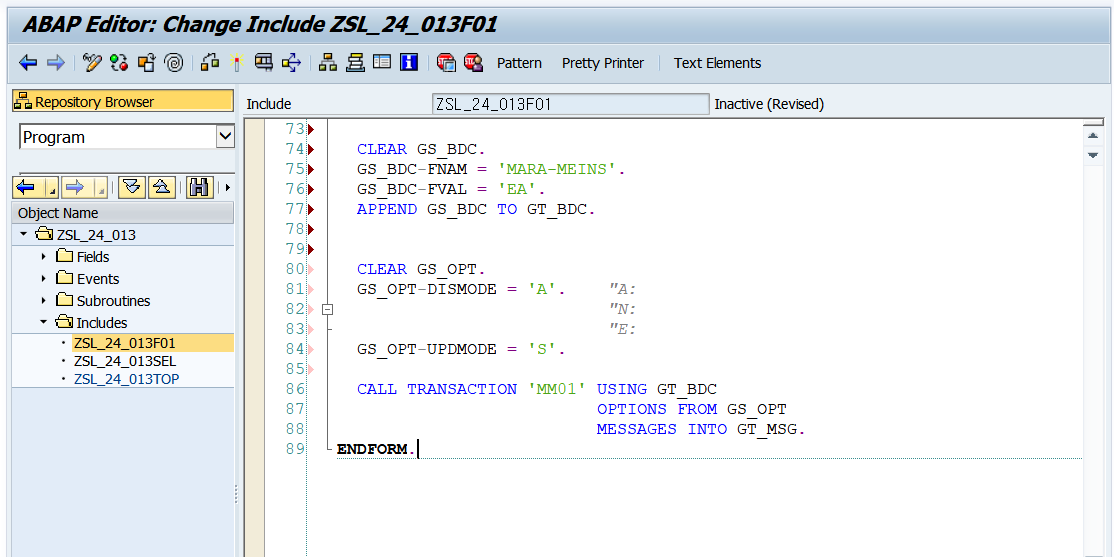 ABAP Editor: Change Include ZSL_24_013F01
Pattern Pretty Printer Text Elements
Repository Browser
Include ZSL_24_013F01 Inactive (Revised)
Program
Object Name
ZSL_24_013
Fields
Events
Subroutines
Includes
ZSL_24_013F01
ZSL_24_013SEL
ZSL_24_013TOP
73
74 CLEAR GS_BDC.
75 GS_BDC-FNAM = 'MARA-MEINS'.
76 GS_BDC-FVAL = 'EA'.
77 APPEND GS_BDC TO GT_BDC.
78
79
80 CLEAR GS_OPT.
81 GS_OPT-DISMODE = 'A'. "A:
82 "N:
83 "E:
84 GS_OPT-UPDMODE = 'S'.
85
86 CALL TRANSACTION 'MM01' USING GT_BDC
87 OPTIONS FROM GS_OPT
88 MESSAGES INTO GT_MSG.
89 ENDFORM.